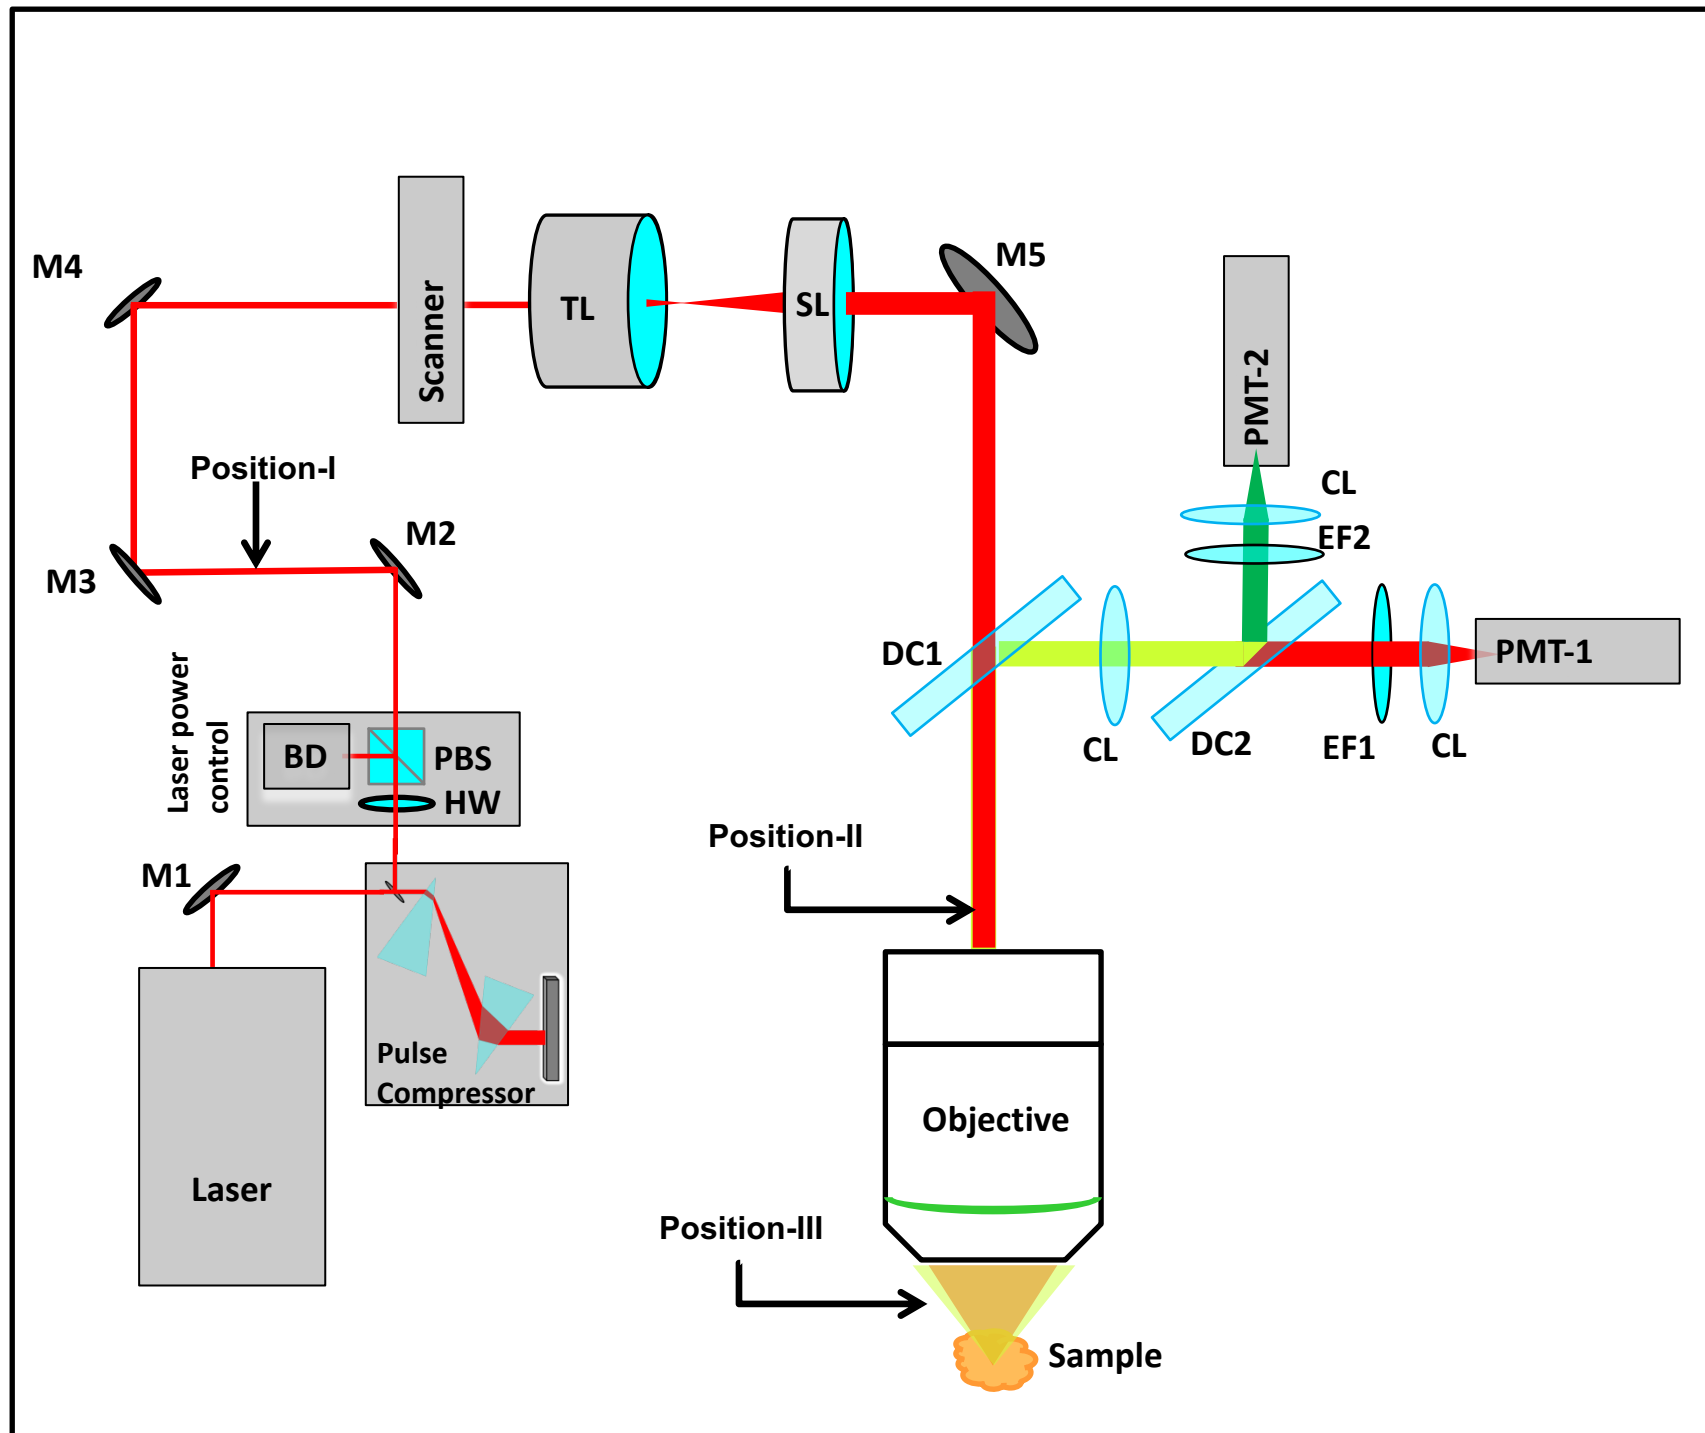 M4
Scanner
TL
SL
M5
PMT-2
Position-I
M2
M3
CL
EF2
DC1
CL
DC2
EF1
CL
PMT-1
Laser power
control
BD
PBS
HW
Position-II
M1
Pulse
Compressor
Laser
Objective
Position-III
Sample